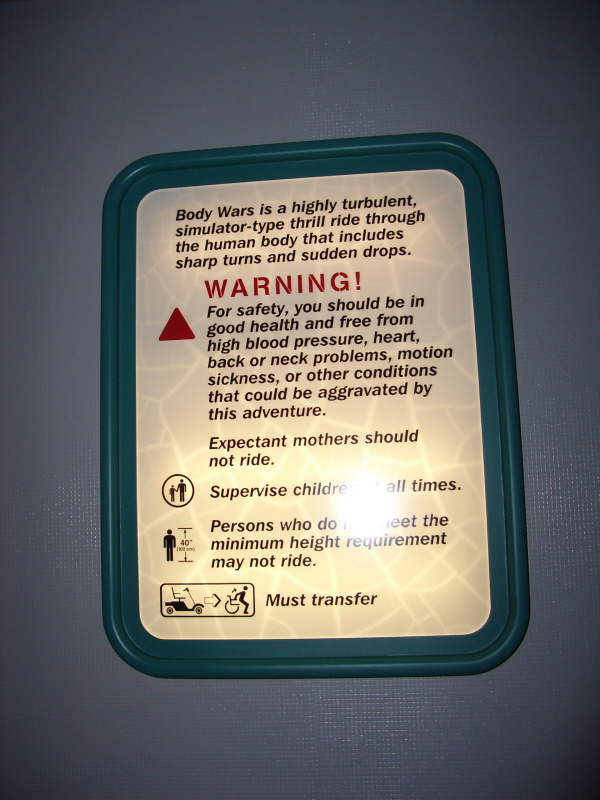 Body Wars is a highly turbulent,
simulator-type thrill ride through
the human body that includes
sharp turns and sudden drops.
WARNING!
For safety, you should be in
good health and free from
high blood pressure, heart,
back or neck problems, motion
sickness, or other conditions
that could be aggravated by
this adventure.
Expectant mothers should
not ride.
Supervise children all times.
Persons who do meet the
40"
(102 cm)
minimum height requirement
may not ride.
Must transfer